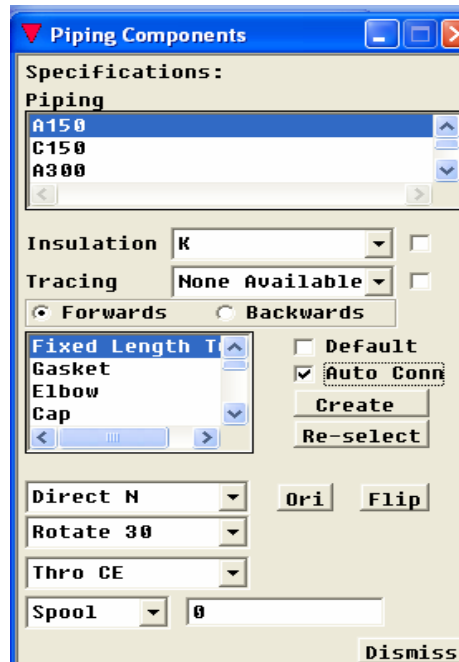 Piping Components
Specifications:
Piping
A150
C150
A300
Insulation K
Tracing None Available
Forwards Backwards
Fixed Length T
Default
Gasket
Auto Conn
Elbow
Create
Cap
Re-select
Direct N Ori Flip
Rotate 30
Thro CE
Spool 0
Dismiss